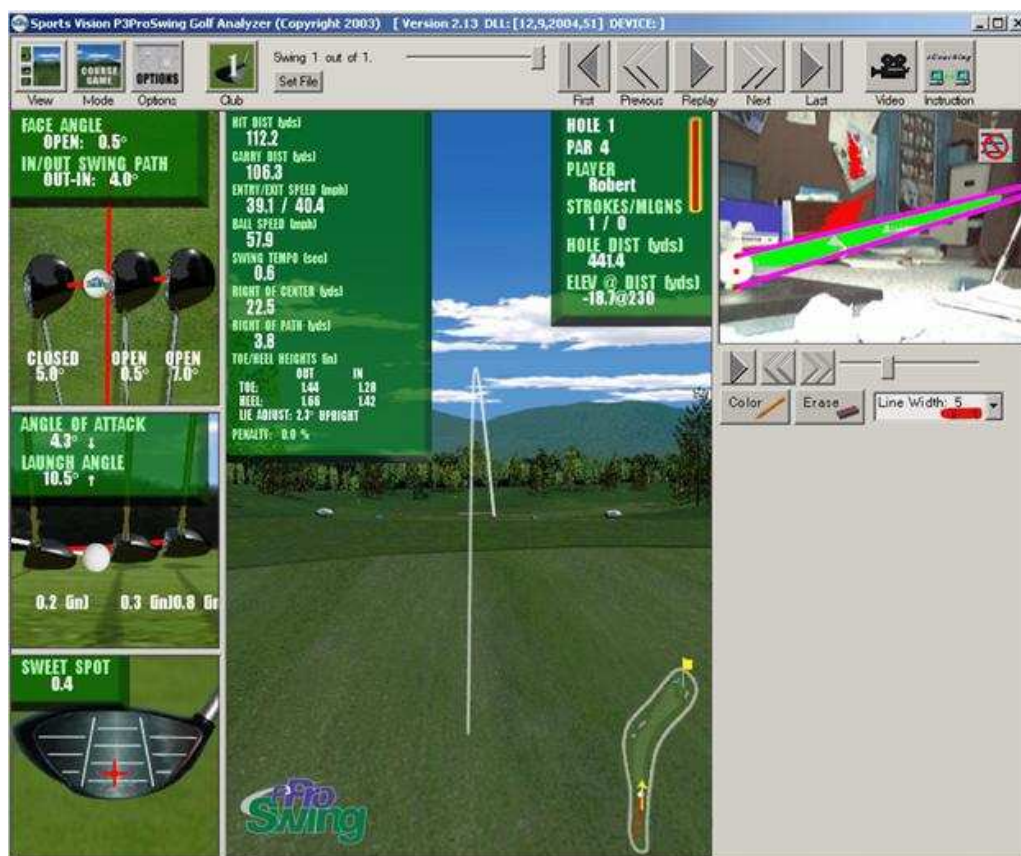 Sports Vision P3ProSwing Golf Analyzer (Copyright 2003) [ Version 2.13 DLL: [12,9,2004,51] DEVICE: ]
COURSE
GAME
OPTIONS
1
Swing 1 out of 1.
Set File
View
Mode
Options
Club
First
Previous
Replay
Next
Last
Video
Instruction
FACE ANGLE
OPEN: 0.5°
IN/OUT SWING PATH
OUT-IN: 4.0°
CLOSED
5.0°
OPEN
0.5°
OPEN
7.0°
ANGLE OF ATTACK
4.3° ↓
LAUNCH ANGLE
10.5° ↑
0.2 (in)
0.3 (in)
0.8 (in
SWEET SPOT
0.4
HIT DIST (yds)
112.2
CARRY DIST (yds)
106.3
ENTRY/EXIT SPEED (mph)
39.1 / 40.4
BALL SPEED (mph)
57.9
SWING TEMPO (sec)
0.6
RIGHT OF CENTER (yds)
22.5
RIGHT OF PATH (yds)
3.8
TOE/HEEL HEIGHTS (in)
OUT IN
TOE: 1.44 1.28
HEEL: 1.66 1.42
LIE ADJUST: 2.3° UPRIGHT
PENALTY: 0.0 %
HOLE 1
PAR 4
PLAYER
Robert
STROKES/MLGNS
1 / 0
HOLE DIST (yds)
441.4
ELEV @ DIST (yds)
-18.7@230
Color
Erase
Line Width: 5
P3Pro
Swing